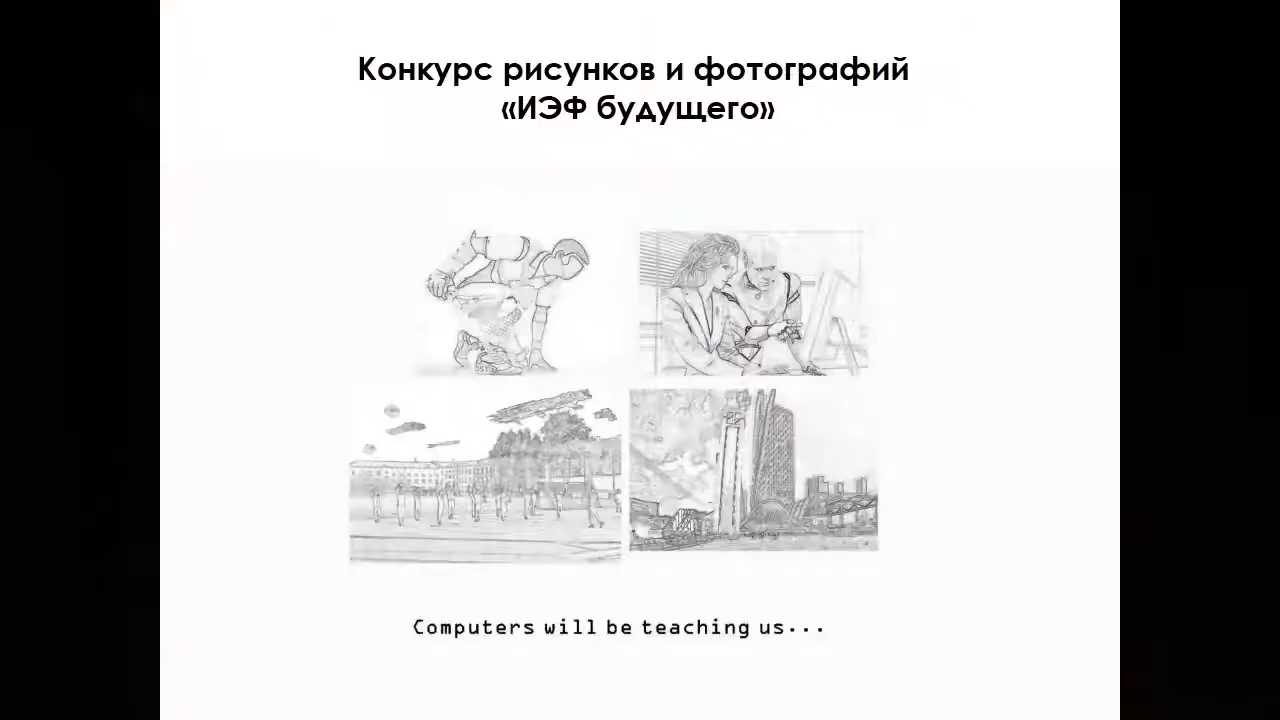 Конкурс рисунков и фотографий
«ИЭФ будущего»
Computers will be teaching us...